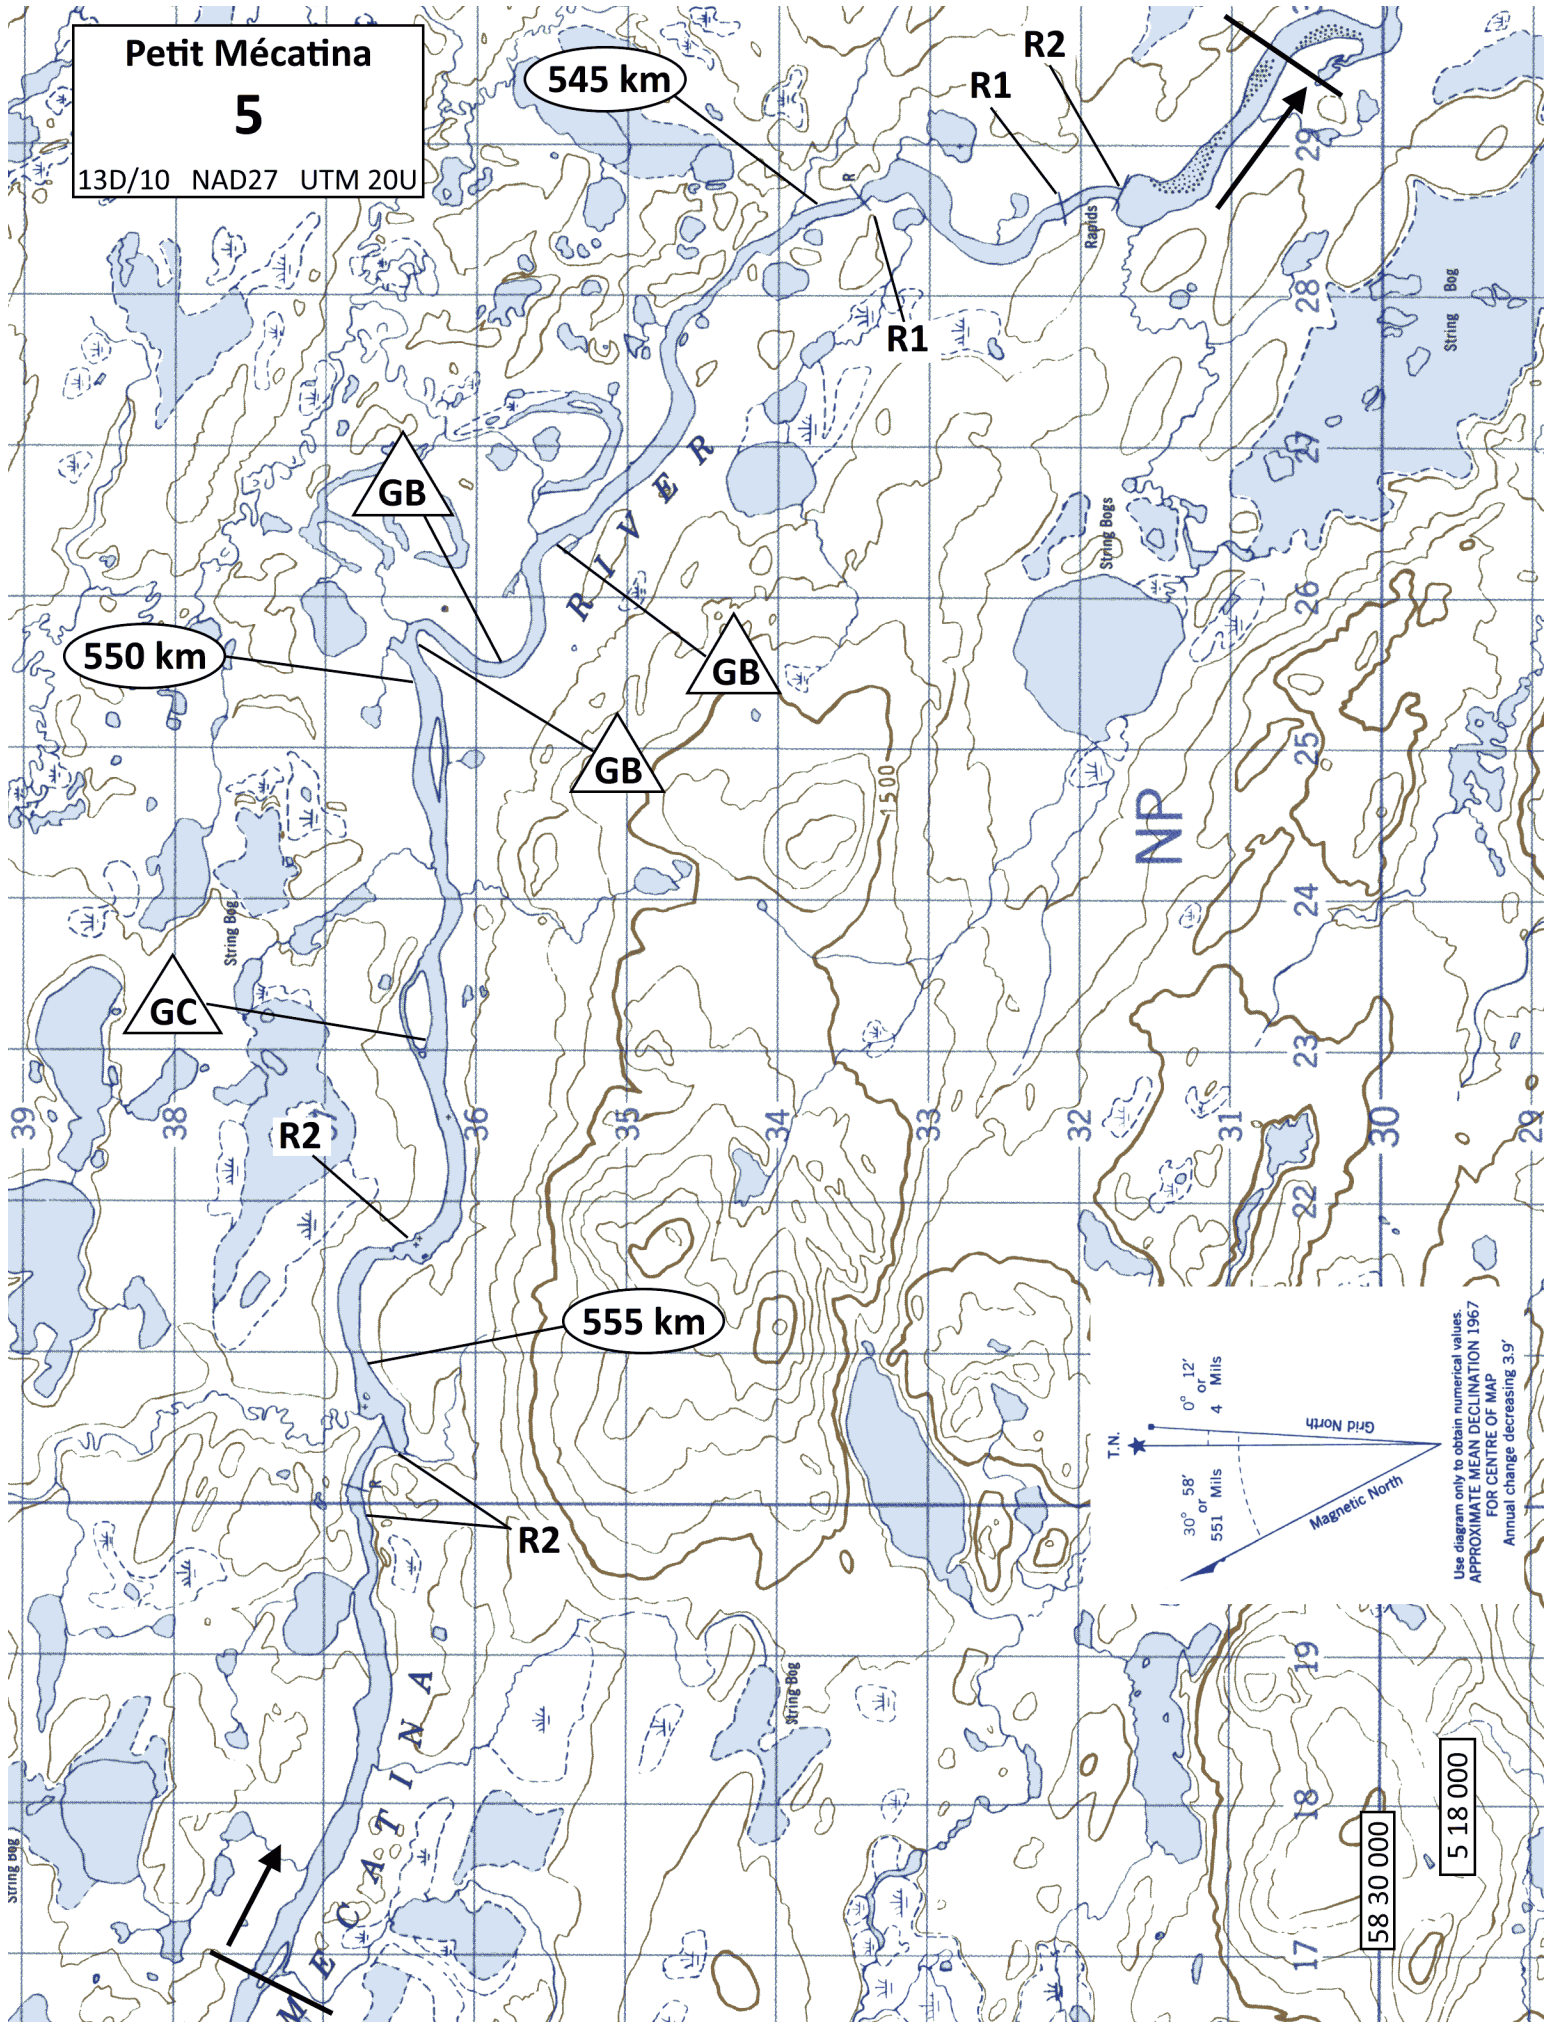 Petit Mécatina
5
13D/10 NAD27 UTM 20U
545 km
R1
R2
29
R
Rapids
R1
28
String Bog
27
RIVER
GB
String Bogs
26
550 km
GB
GB
25
1500
NP
24
String Bog
GC
23
39
38
37
36
35
34
33
32
31
30
29
R2
22
555 km
T.N.
0° 12'
or
4 Mils
30° 58'
or
551 Mils
Grid North
Magnetic North
Use diagram only to obtain numerical values.
APPROXIMATE MEAN DECLINATION 1967
FOR CENTRE OF MAP
Annual change decreasing 3.9'
R
R2
19
String Bog
18
5 18 000
58 30 000
String Bog
MECATINA
17